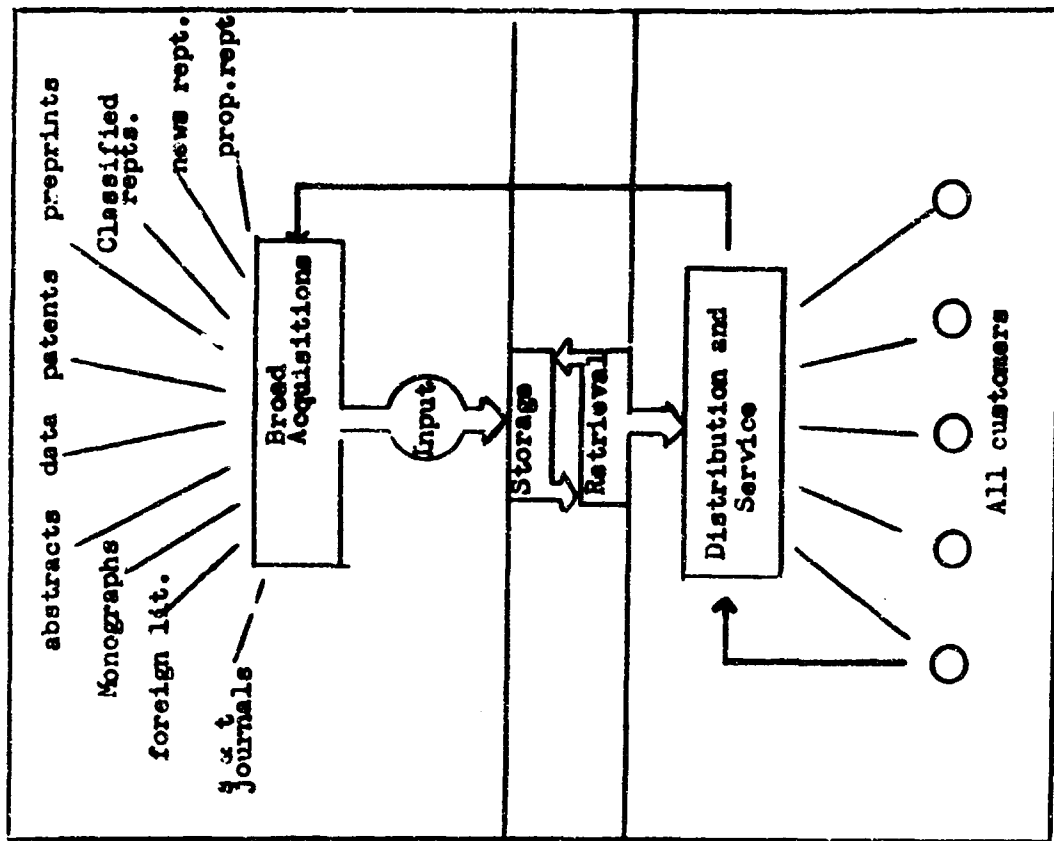 abstracts data patents preprints
Monographs
Classified
repts.
foreign lit.
news rept.
prop.rept
s & t
journals
Broad
Acquisitions
Input
Storage
Retrieval
Distribution and
Service
All customers